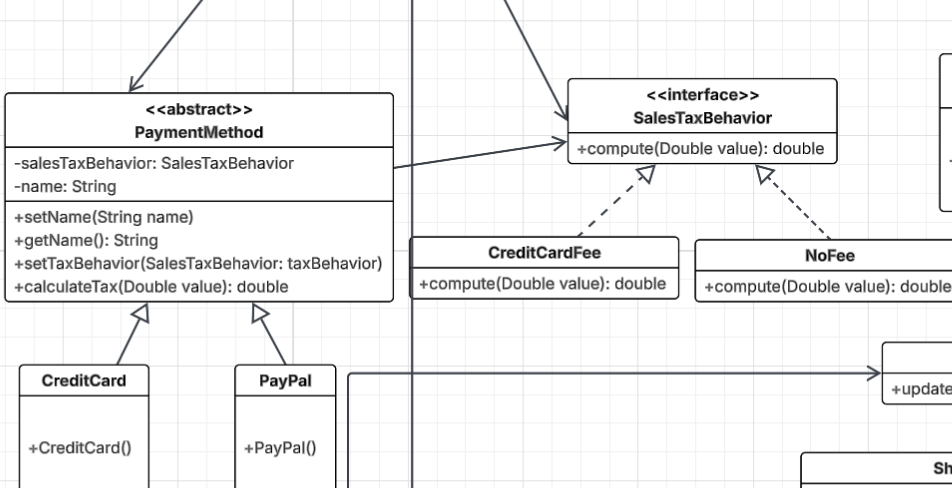 <<abstract>>
PaymentMethod
-salesTaxBehavior: SalesTaxBehavior
-name: String
+setName(String name)
+getName(): String
+setTaxBehavior(SalesTaxBehavior: taxBehavior)
+calculateTax(Double value): double
<<interface>>
SalesTaxBehavior
+compute(Double value): double
CreditCardFee
+compute(Double value): double
NoFee
+compute(Double value): double
CreditCard
+CreditCard()
PayPal
+PayPal()
+update
Sh